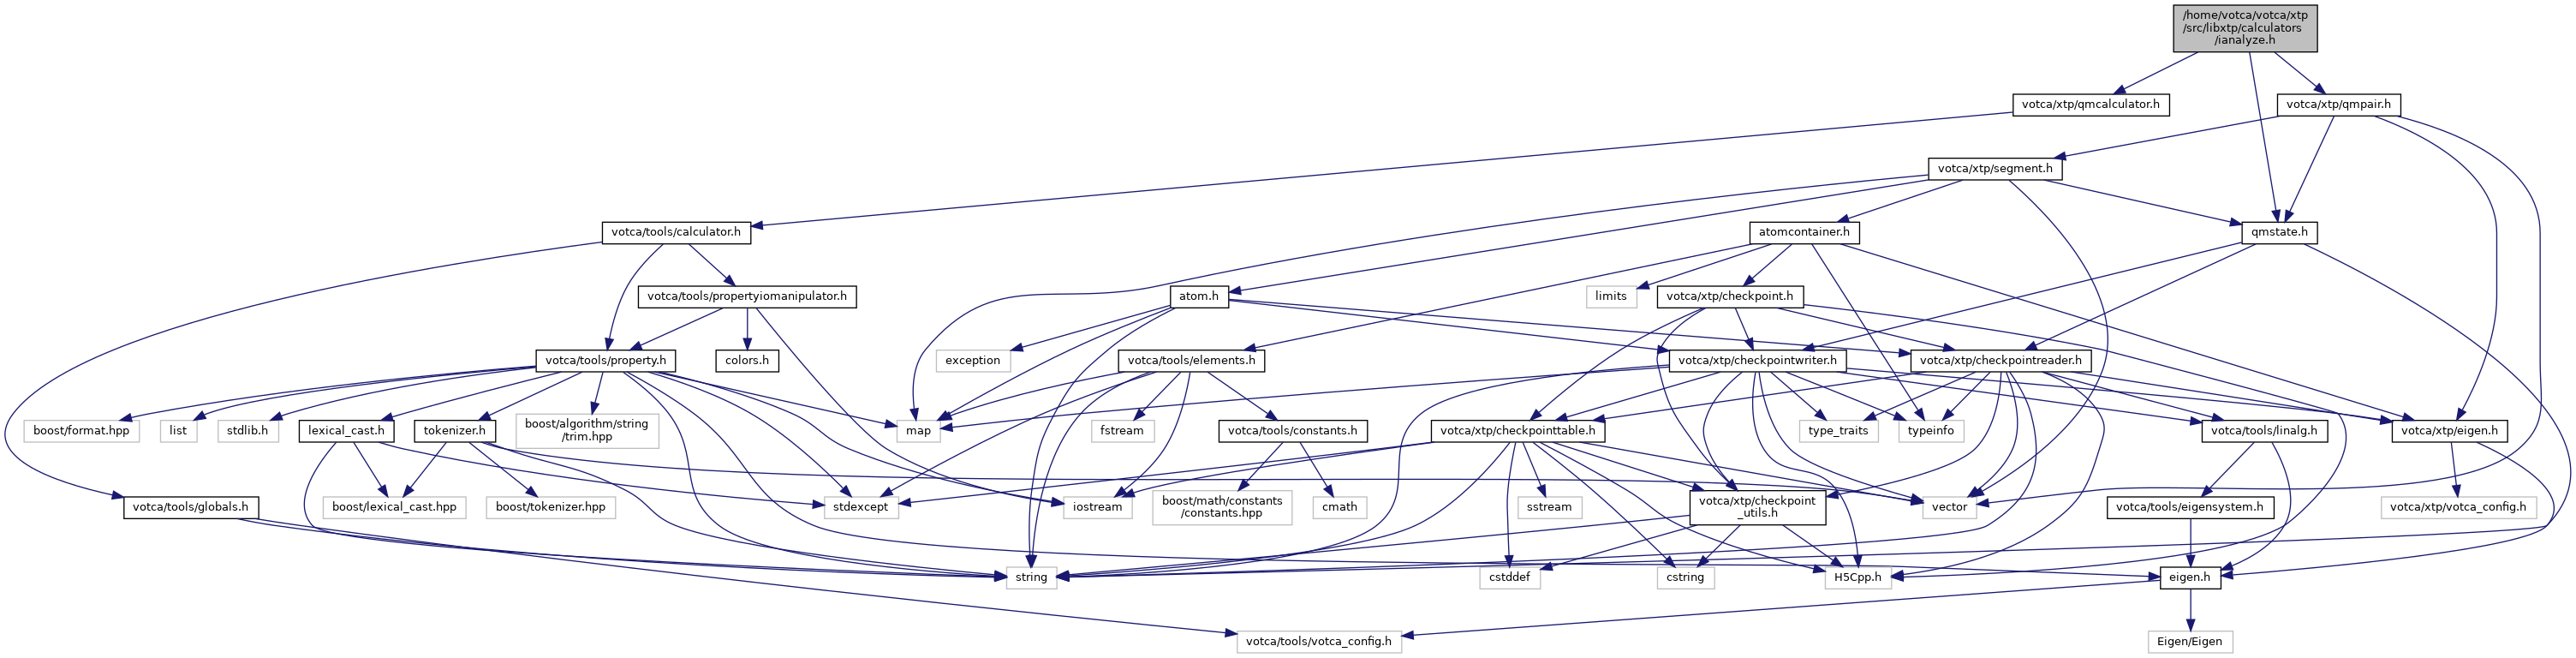 /home/votca/votca/xtp
/src/libxtp/calculators
/ianalyze.h
votca/xtp/qmcalculator.h
votca/xtp/qmpair.h
votca/xtp/segment.h
votca/tools/calculator.h
atomcontainer.h
qmstate.h
votca/tools/propertyiomanipulator.h
atom.h
limits
votca/xtp/checkpoint.h
votca/tools/property.h
colors.h
exception
votca/tools/elements.h
votca/xtp/checkpointwriter.h
votca/xtp/checkpointreader.h
boost/format.hpp
list
stdlib.h
lexical_cast.h
tokenizer.h
boost/algorithm/string
/trim.hpp
map
fstream
votca/tools/constants.h
votca/xtp/checkpointtable.h
type_traits
typeinfo
votca/tools/linalg.h
votca/xtp/eigen.h
votca/tools/globals.h
boost/lexical_cast.hpp
boost/tokenizer.hpp
stdexcept
iostream
boost/math/constants
/constants.hpp
cmath
sstream
votca/xtp/checkpoint
_utils.h
vector
votca/tools/eigensystem.h
votca/xtp/votca_config.h
string
cstddef
cstring
H5Cpp.h
eigen.h
votca/tools/votca_config.h
Eigen/Eigen